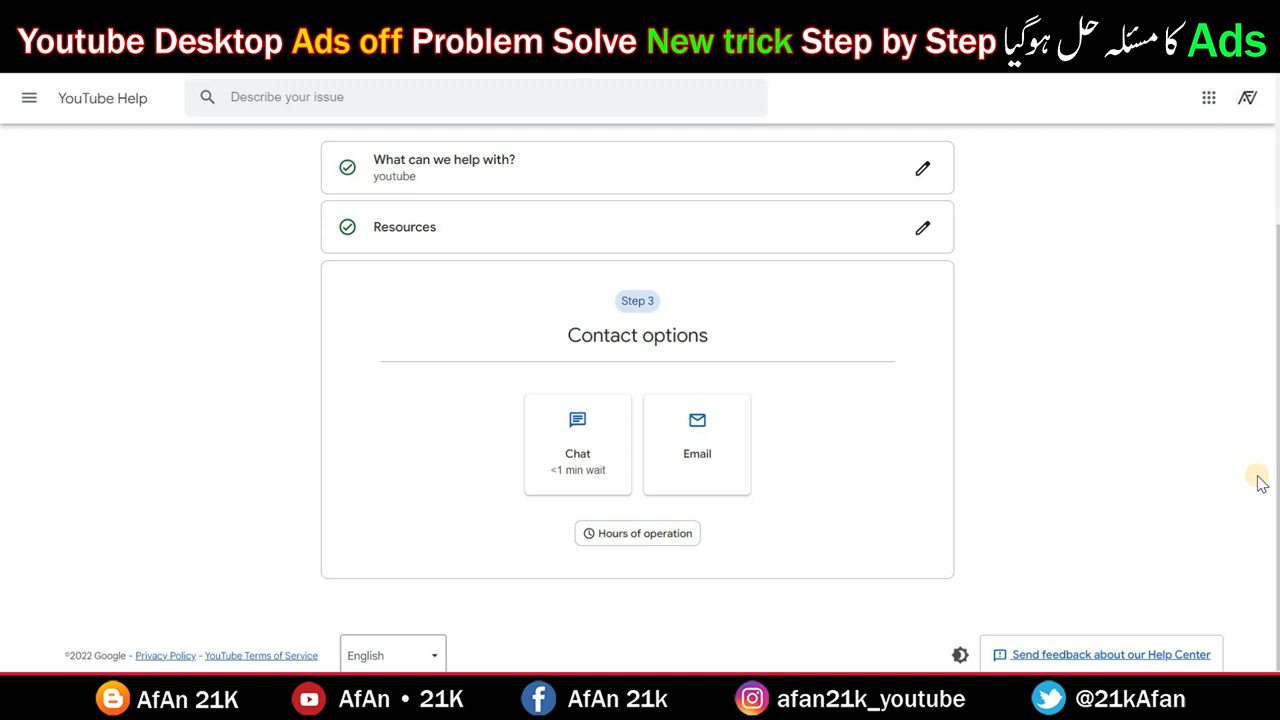 Youtube Desktop Ads off Problem Solve New trick Step by Step کا مسئلہ حل ہوگیا Ads
YouTube Help
Describe your issue
What can we help with?
youtube
Resources
Step 3
Contact options
Chat
<1 min wait
Email
Hours of operation
©2022 Google - Privacy Policy - YouTube Terms of Service
English
Send feedback about our Help Center
AfAn 21K
AfAn • 21K
AfAn 21k
afan21k_youtube
@21kAfan